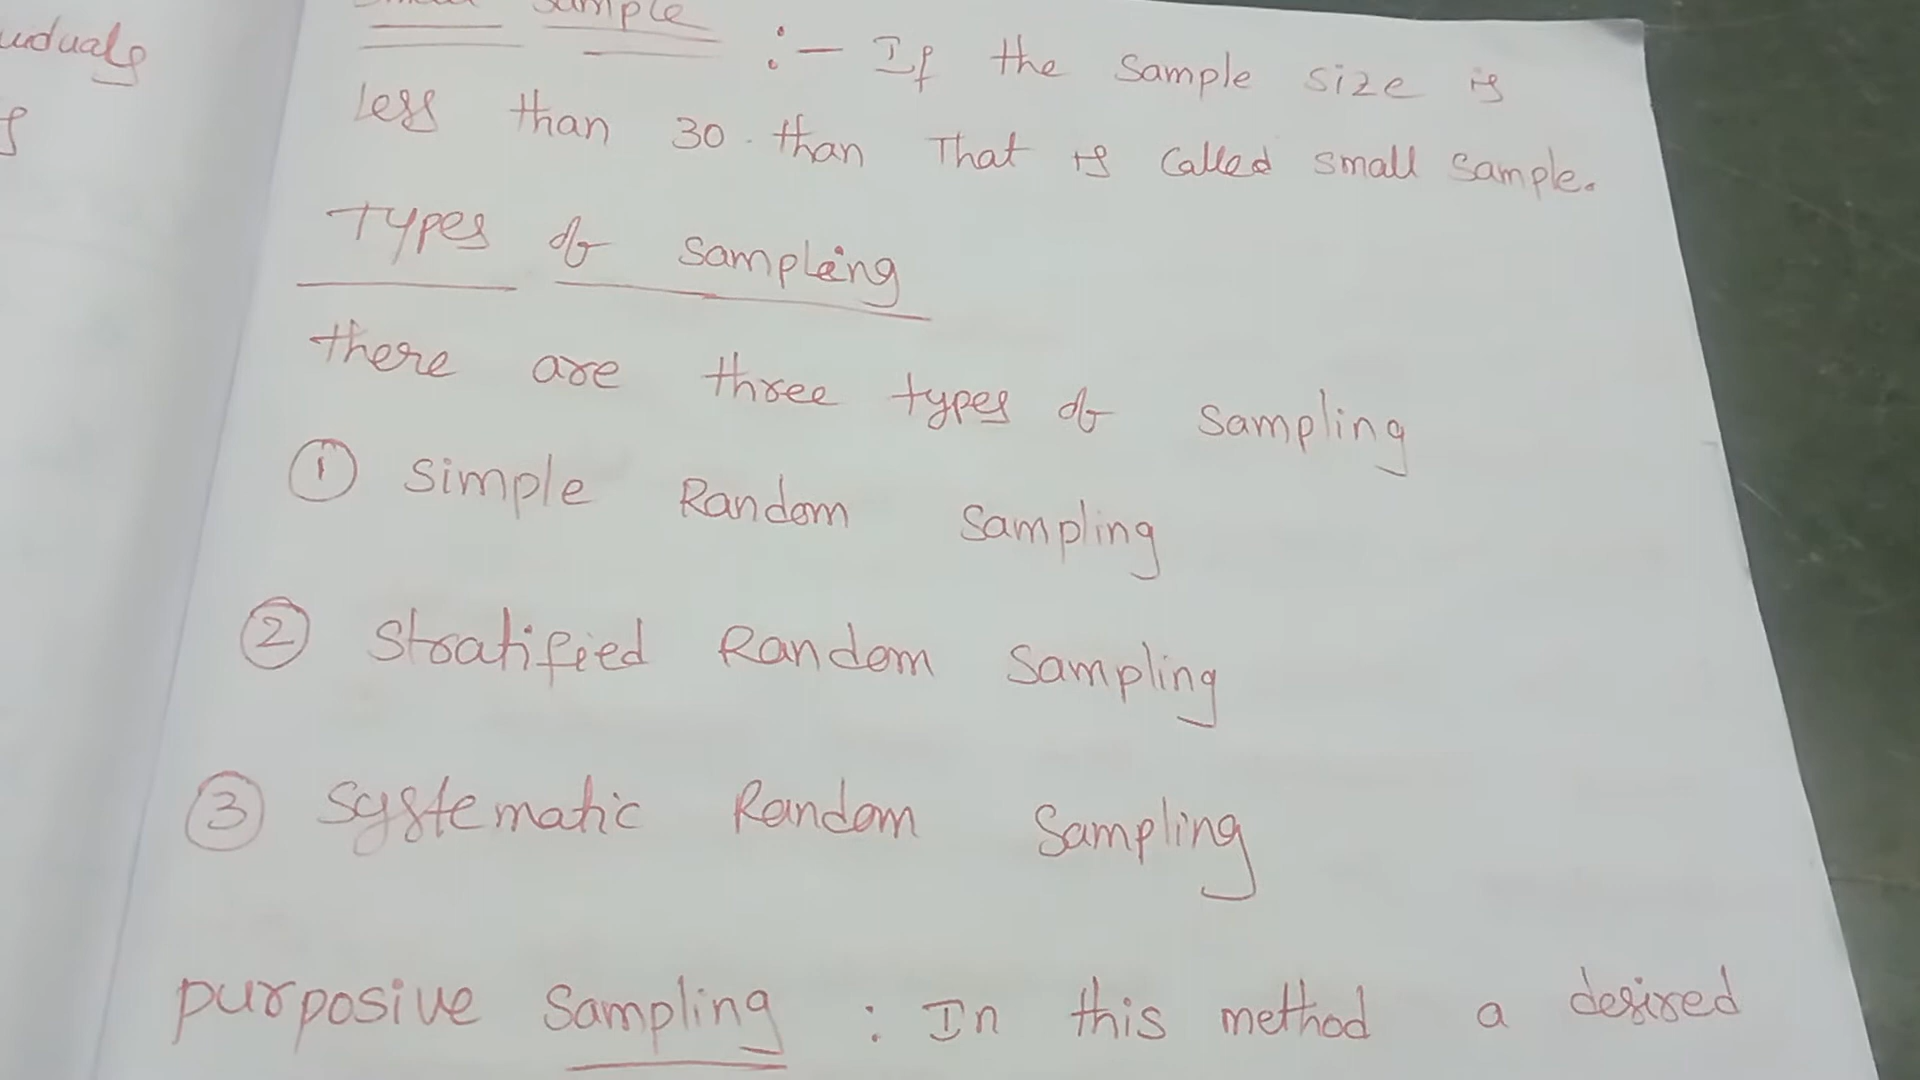 Small Sample :- If the sample size is
less than 30. than That is called small sample.
Types of sampling
there are three types of sampling
① Simple Random Sampling
② Stratified Random Sampling
③ Systematic Random Sampling
purposive Sampling : In this method a desired